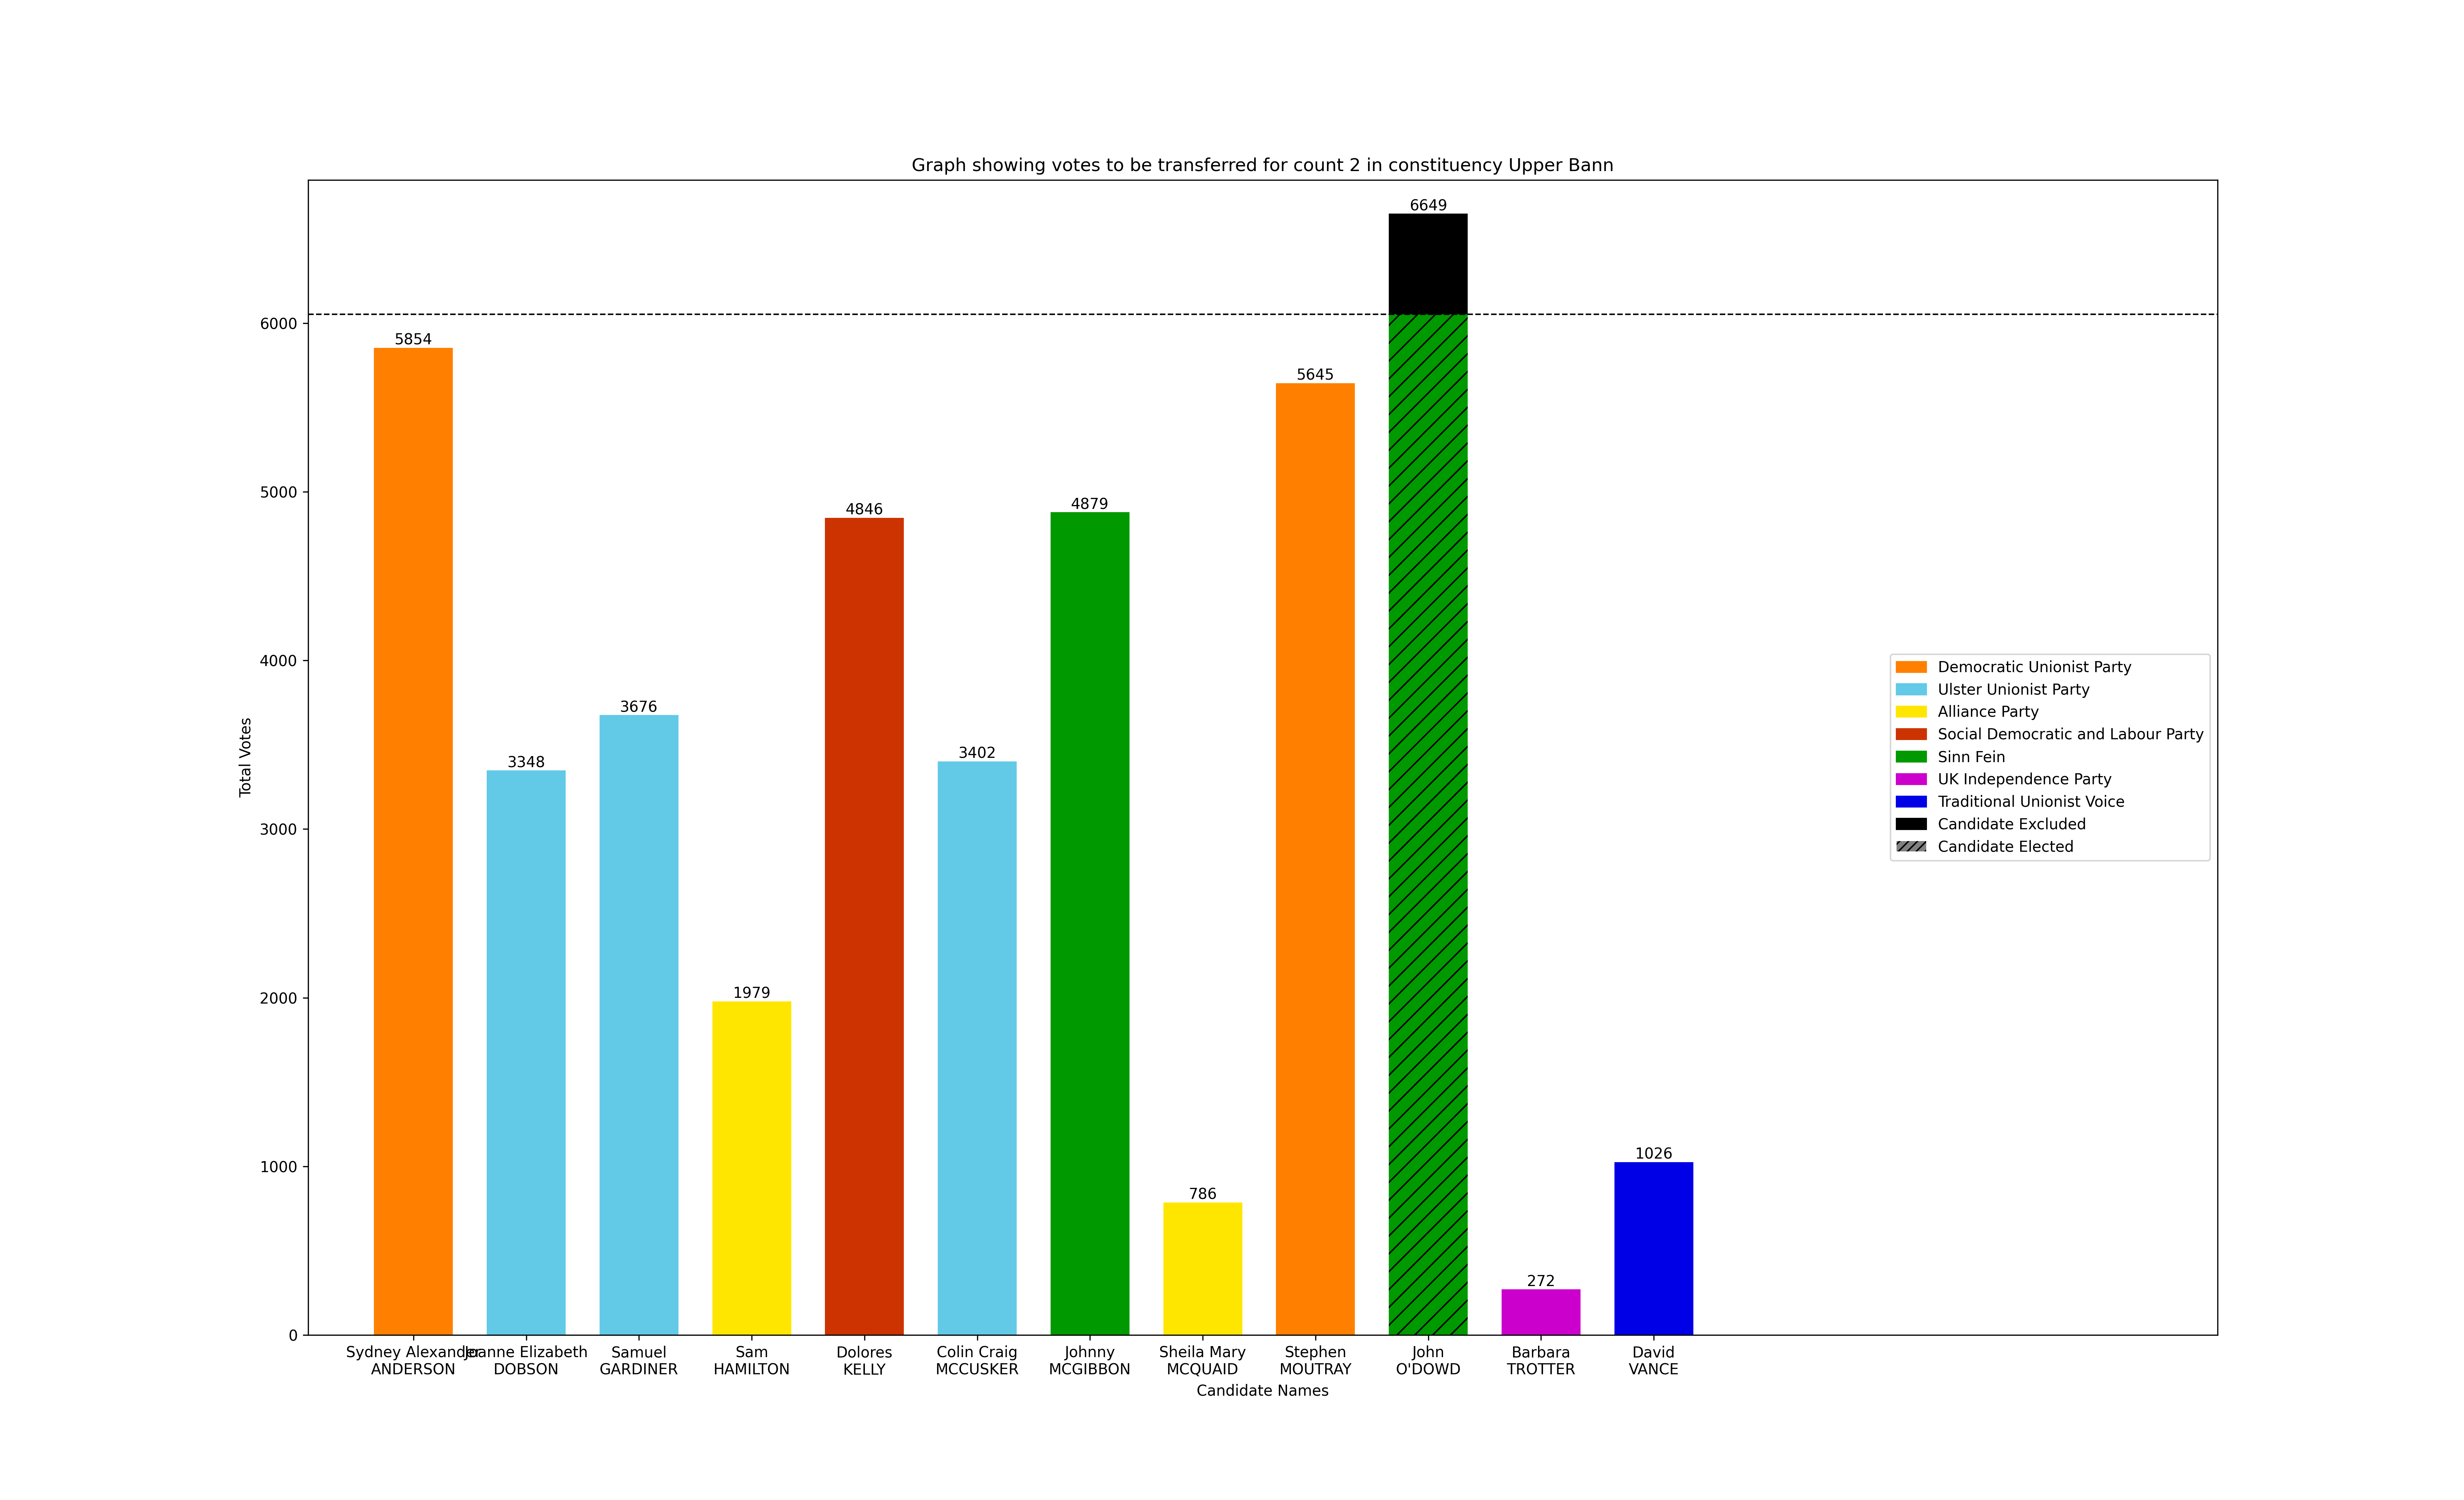 Graph showing votes to be transferred for count 2 in constituency Upper Bann
Total Votes
6000
5000
4000
3000
2000
1000
0
5854
3348
3676
1979
4846
3402
4879
786
5645
6649
272
1026
Democratic Unionist Party
Ulster Unionist Party
Alliance Party
Social Democratic and Labour Party
Sinn Fein
UK Independence Party
Traditional Unionist Voice
Candidate Excluded
Candidate Elected
Sydney Alexander
ANDERSON
Joanne Elizabeth
DOBSON
Samuel
GARDINER
Sam
HAMILTON
Dolores
KELLY
Colin Craig
MCCUSKER
Johnny
MCGIBBON
Sheila Mary
MCQUAID
Stephen
MOUTRAY
John
O'DOWD
Barbara
TROTTER
David
VANCE
Candidate Names